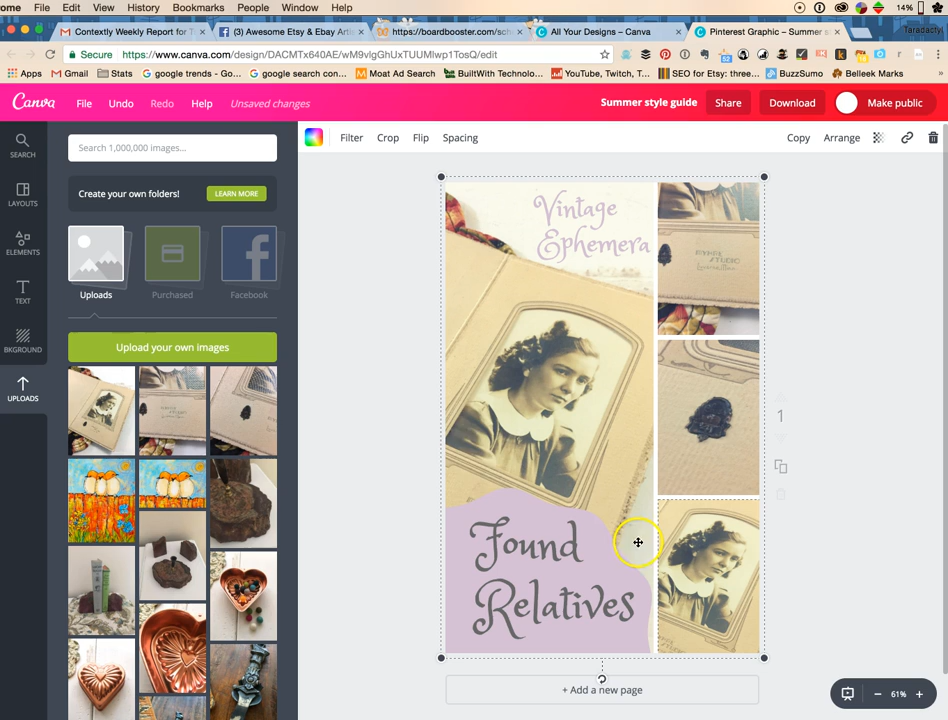 ome File Edit View History Bookmarks People Window Help 14%
Contextly Weekly Report for T
(3) Awesome Etsy & Ebay Artis
https://boardbooster.com/sch
All Your Designs – Canva
Pinterest Graphic – Summer s
Taradactyl
Secure https://www.canva.com/design/DACMTx640AE/wM9vlgGhUxTUUMlwp1TosQ/edit
Apps Gmail Stats google trends - Go... google search con... Moat Ad Search BuiltWith Technolo... YouTube, Twitch, T... SEO for Etsy: three... BuzzSumo Belleek Marks »
Canva File Undo Redo Help Unsaved changes Summer style guide Share Download Make public
SEARCH
LAYOUTS
ELEMENTS
TEXT
BKGROUND
UPLOADS
Search 1,000,000 images...
Create your own folders! LEARN MORE
Uploads Purchased Facebook
Upload your own images
Filter Crop Flip Spacing Copy Arrange
Vintage
Ephemera
Found
Relatives
1
+ Add a new page
61%